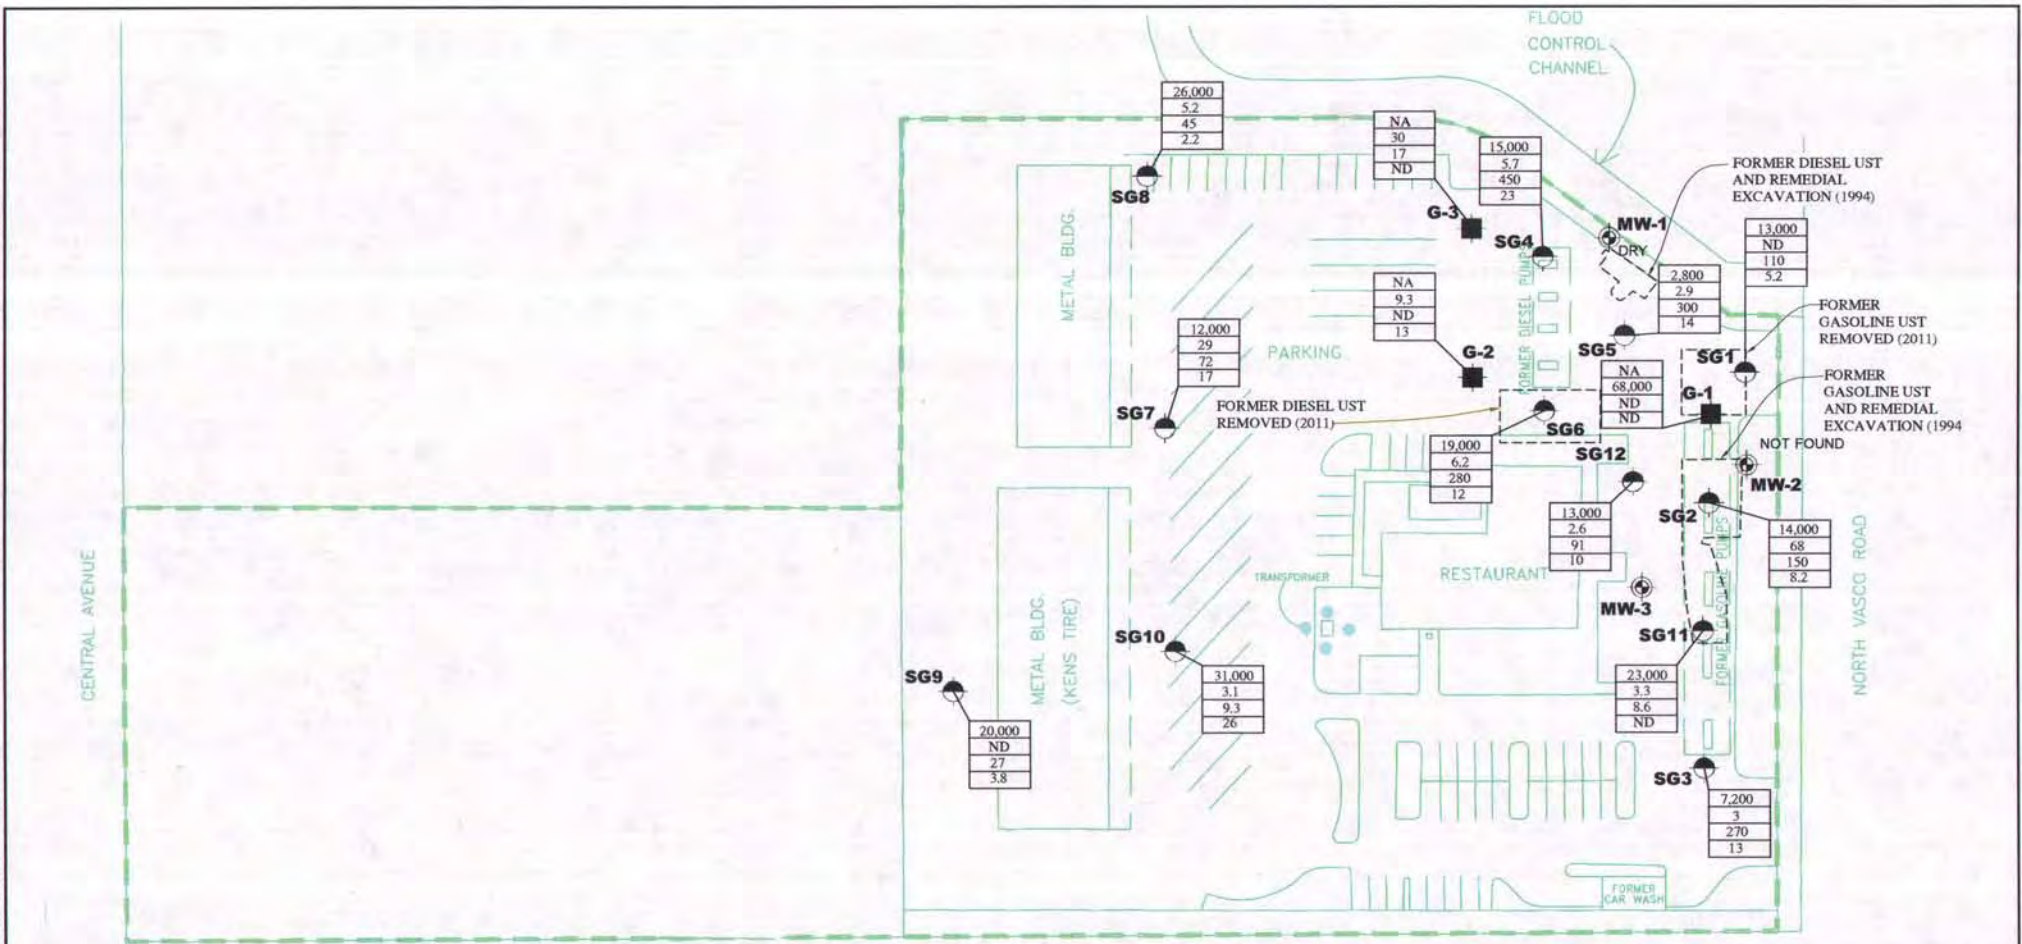 FLOOD
CONTROL
CHANNEL
26,000
5.2
45
2.2
NA
30
17
ND
15,000
5.7
450
23
FORMER DIESEL UST
AND REMEDIAL
EXCAVATION (1994)
SG8
G-3
SG4
MW-1
DRY
13,000
ND
110
5.2
METAL BLDG.
NA
9.3
ND
13
2,800
2.9
300
14
FORMER
GASOLINE UST
REMOVED (2011)
12,000
29
72
17
PARKING
FORMER DIESEL PUMPS
G-2
SG5
SG1
NA
68,000
ND
ND
G-1
FORMER
GASOLINE UST
AND REMEDIAL
EXCAVATION (1994
SG7
FORMER DIESEL UST
REMOVED (2011)
SG6
NOT FOUND
19,000
6.2
280
12
SG12
MW-2
13,000
2.6
91
10
SG2
14,000
68
150
8.2
CENTRAL AVENUE
METAL BLDG.
(KENS TIRE)
TRANSFORMER
RESTAURANT
MW-3
FORMER GASOLINE PUMPS
NORTH VASCO ROAD
SG10
SG11
SG9
31,000
3.1
9.3
26
23,000
3.3
8.6
ND
20,000
ND
27
3.8
SG3
7,200
3
270
13
FORMER
CAR WASH